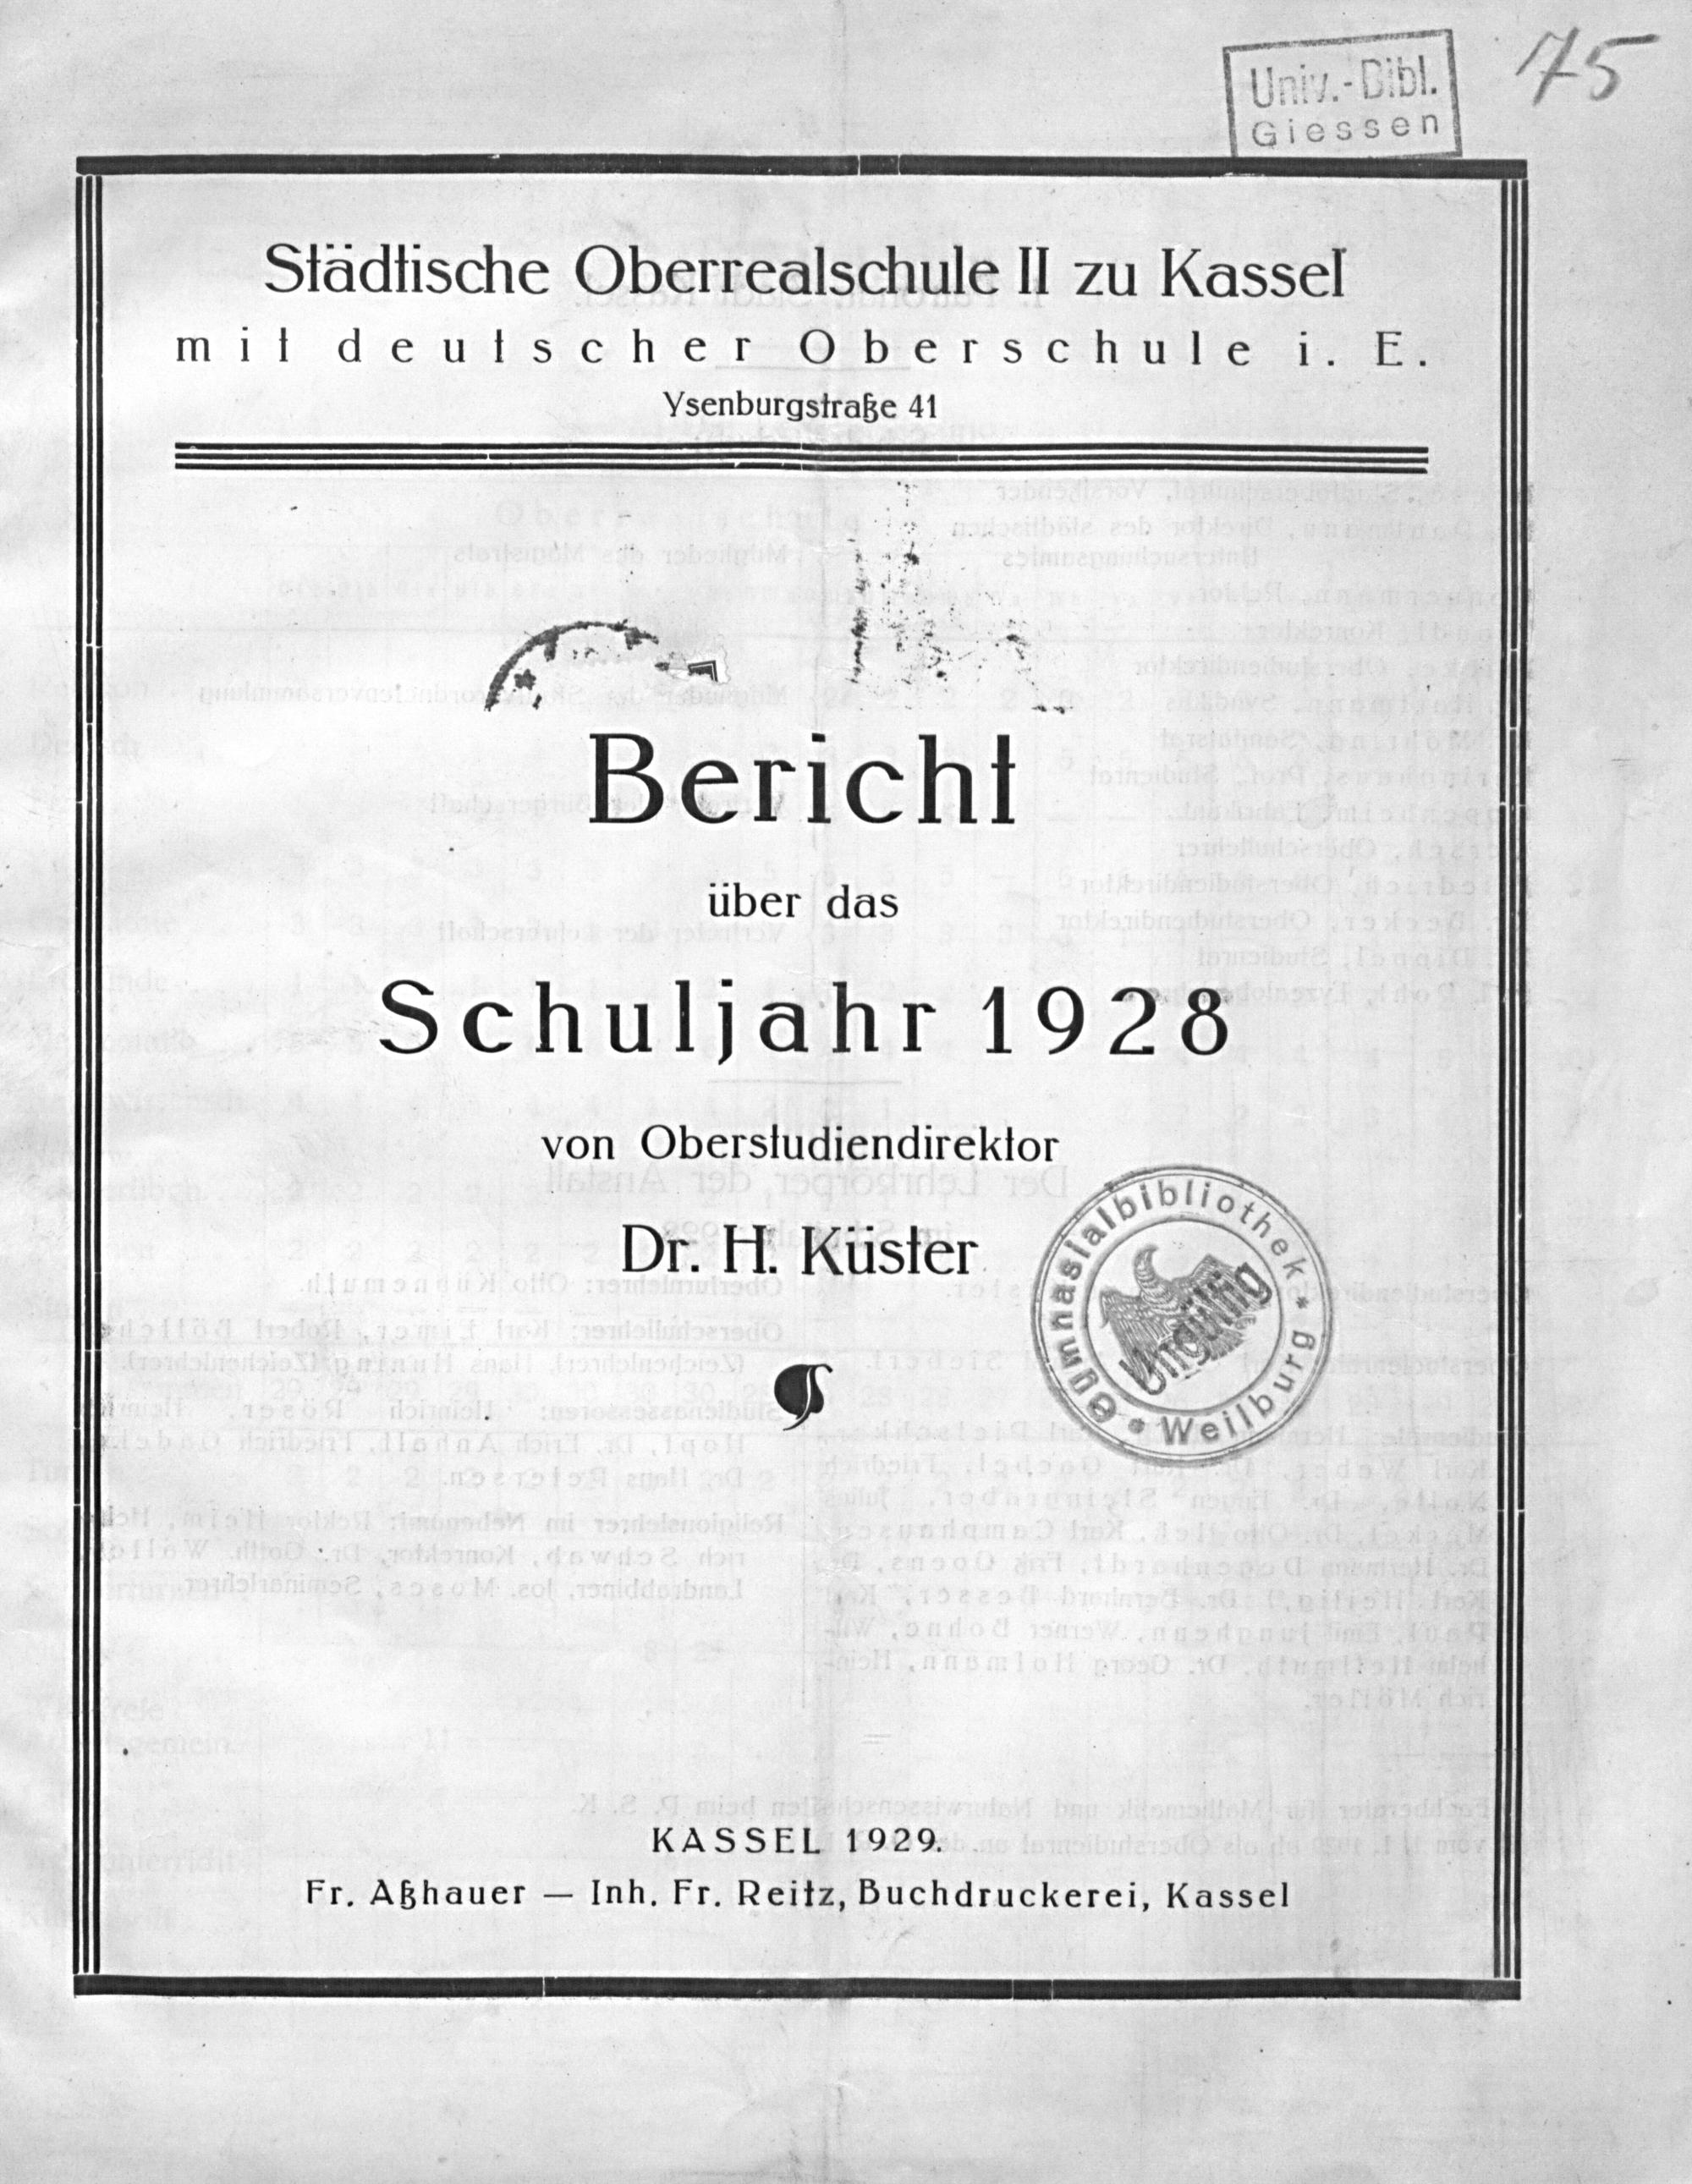 Univ.-Bibl.
Giessen
75
Städtische Oberrealschule II zu Kassel
mit deutscher Oberschule i. E.
Ysenburgstraße 41
Bericht
über das
Schuljahr 1928
von Oberstudiendirektor
Dr. H. Küster
Gymnasialbibliothek * Weilburg *
Ungültig
KASSEL 1929.
Fr. Aßhauer — Inh. Fr. Reitz, Buchdruckerei, Kassel